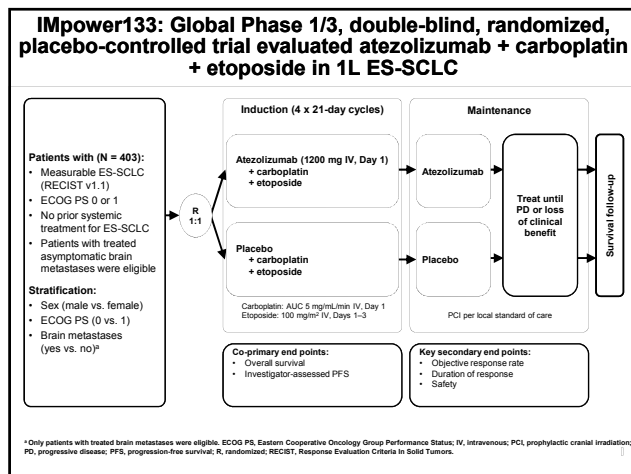 IMpower133: Global Phase 1/3, double-blind, randomized,
placebo-controlled trial evaluated atezolizumab + carboplatin
+ etoposide in 1L ES-SCLC
Patients with (N = 403):
• Measurable ES-SCLC
(RECIST v1.1)
• ECOG PS 0 or 1
• No prior systemic
treatment for ES-SCLC
• Patients with treated
asymptomatic brain
metastases were eligible
Stratification:
• Sex (male vs. female)
• ECOG PS (0 vs. 1)
• Brain metastases
(yes vs. no)ᵃ
R
1:1
Induction (4 x 21-day cycles)
Atezolizumab (1200 mg IV, Day 1)
+ carboplatin
+ etoposide
Placebo
+ carboplatin
+ etoposide
Carboplatin: AUC 5 mg/mL/min IV, Day 1
Etoposide: 100 mg/m² IV, Days 1–3
Maintenance
Atezolizumab
Placebo
Treat until
PD or loss
of clinical
benefit
PCI per local standard of care
Survival follow-up
Co-primary end points:
• Overall survival
• Investigator-assessed PFS
Key secondary end points:
• Objective response rate
• Duration of response
• Safety
ᵃ Only patients with treated brain metastases were eligible. ECOG PS, Eastern Cooperative Oncology Group Performance Status; IV, intravenous; PCI, prophylactic cranial irradiation;
PD, progressive disease; PFS, progression-free survival; R, randomized; RECIST, Response Evaluation Criteria In Solid Tumors.